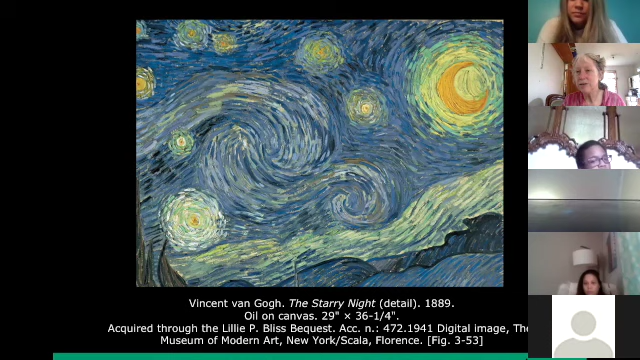 Vincent van Gogh. The Starry Night (detail). 1889.
Oil on canvas. 29" × 36-1/4".
Acquired through the Lillie P. Bliss Bequest. Acc. n.: 472.1941 Digital image, The
Museum of Modern Art, New York/Scala, Florence. [Fig. 3-53]